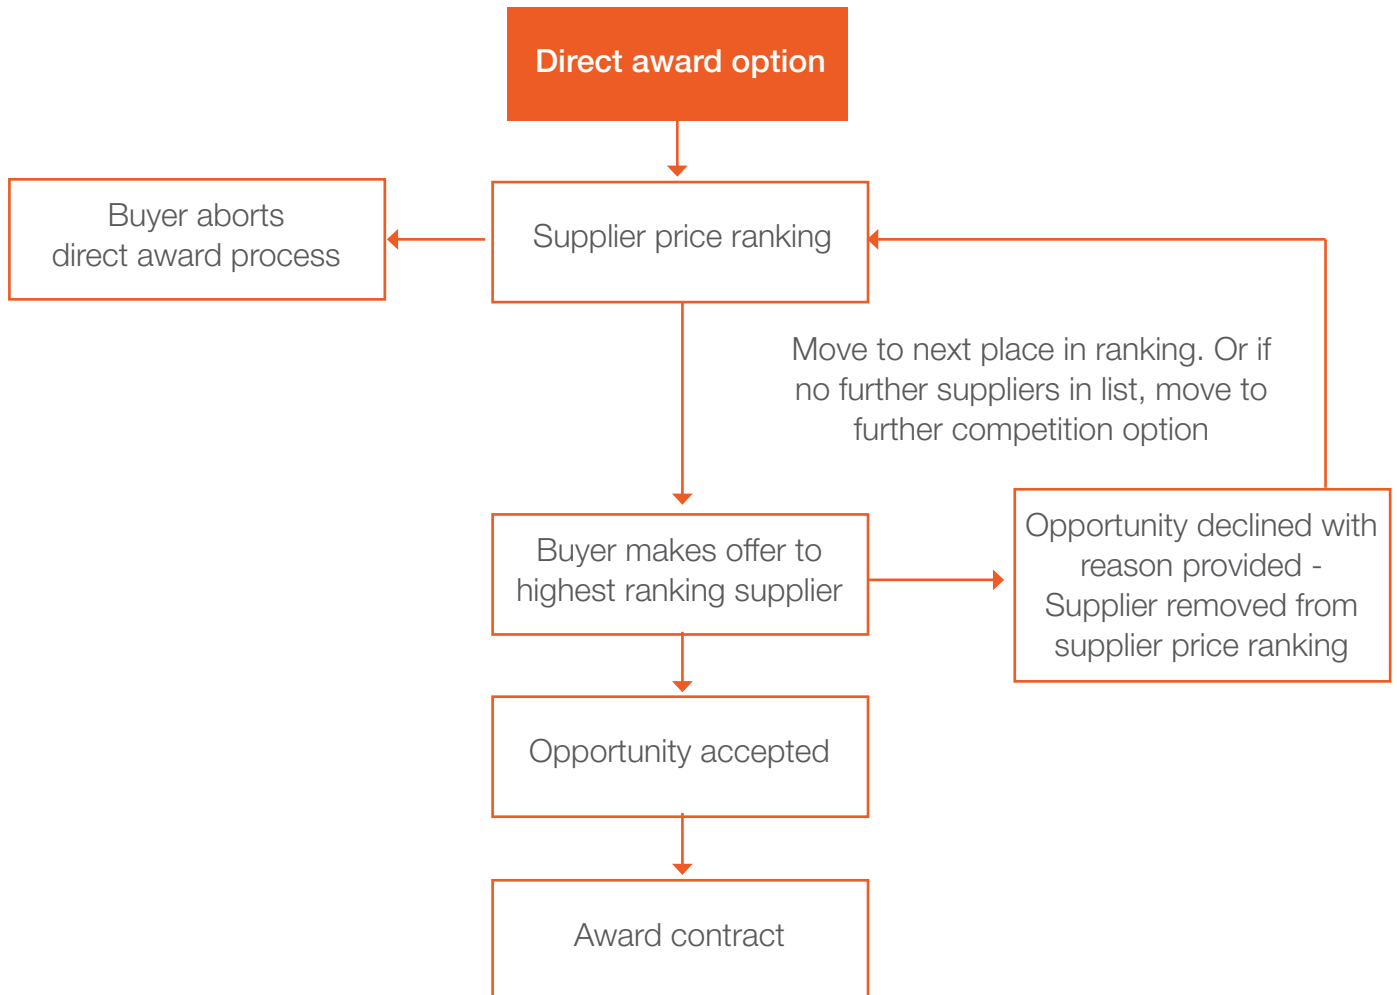 Direct award option
Buyer aborts
direct award process
Supplier price ranking
Move to next place in ranking. Or if
no further suppliers in list, move to
further competition option
Buyer makes offer to
highest ranking supplier
Opportunity declined with
reason provided -
Supplier removed from
supplier price ranking
Opportunity accepted
Award contract